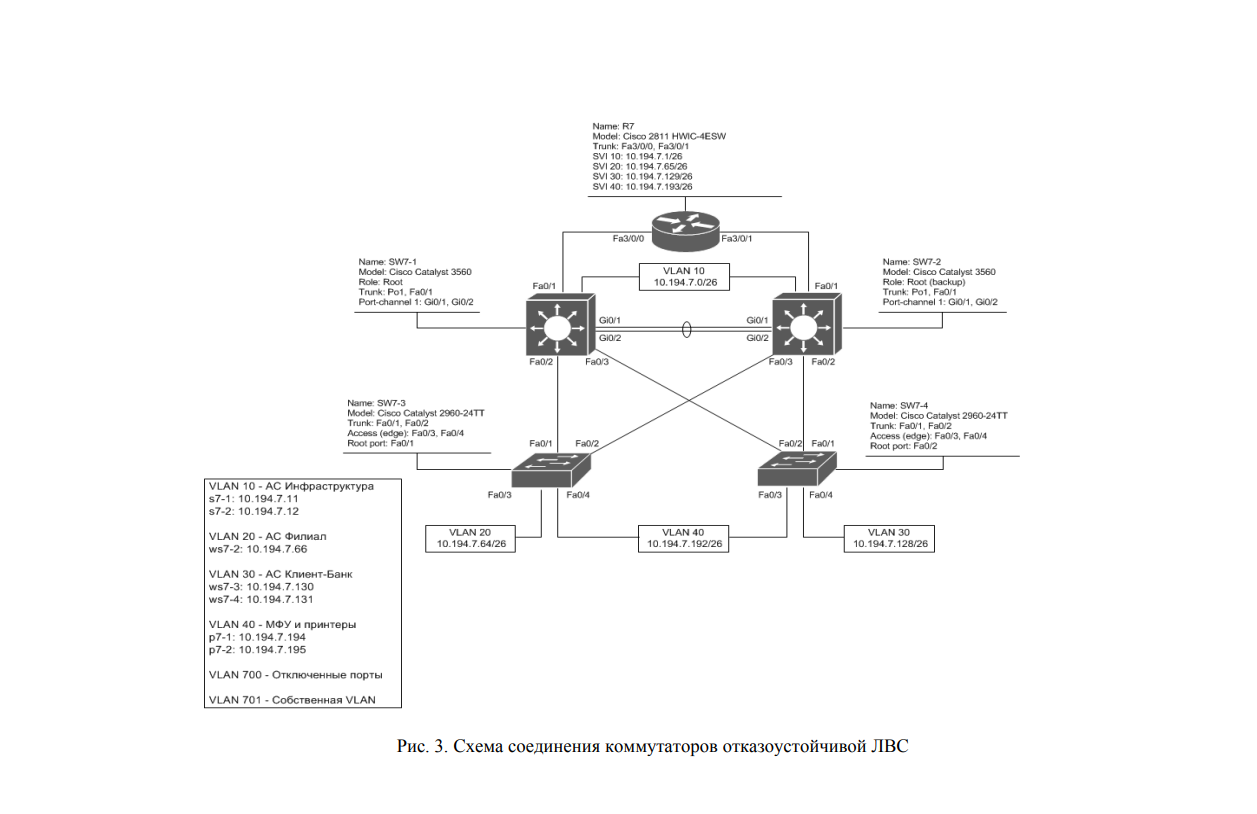 Name: R7
Model: Cisco 2811 HWIC-4ESW
Trunk: Fa3/0/0, Fa3/0/1
SVI 10: 10.194.7.1/26
SVI 20: 10.194.7.65/26
SVI 30: 10.194.7.129/26
SVI 40: 10.194.7.193/26
Fa3/0/0
Fa3/0/1
Name: SW7-1
Model: Cisco Catalyst 3560
Role: Root
Trunk: Po1, Fa0/1
Port-channel 1: Gi0/1, Gi0/2
VLAN 10
10.194.7.0/26
Name: SW7-2
Model: Cisco Catalyst 3560
Role: Root (backup)
Trunk: Po1, Fa0/1
Port-channel 1: Gi0/1, Gi0/2
Fa0/1
Fa0/1
Gi0/1
Gi0/1
Gi0/2
Gi0/2
Fa0/2
Fa0/3
Fa0/3
Fa0/2
Name: SW7-3
Model: Cisco Catalyst 2960-24TT
Trunk: Fa0/1, Fa0/2
Access (edge): Fa0/3, Fa0/4
Root port: Fa0/1
Name: SW7-4
Model: Cisco Catalyst 2960-24TT
Trunk: Fa0/1, Fa0/2
Access (edge): Fa0/3, Fa0/4
Root port: Fa0/2
Fa0/1
Fa0/2
Fa0/2
Fa0/1
Fa0/3
Fa0/4
Fa0/3
Fa0/4
VLAN 20
10.194.7.64/26
VLAN 40
10.194.7.192/26
VLAN 30
10.194.7.128/26
VLAN 10 - АС Инфраструктура
s7-1: 10.194.7.11
s7-2: 10.194.7.12
VLAN 20 - АС Филиал
ws7-2: 10.194.7.66
VLAN 30 - АС Клиент-Банк
ws7-3: 10.194.7.130
ws7-4: 10.194.7.131
VLAN 40 - МФУ и принтеры
p7-1: 10.194.7.194
p7-2: 10.194.7.195
VLAN 700 - Отключенные порты
VLAN 701 - Собственная VLAN
Рис. 3. Схема соединения коммутаторов отказоустойчивой ЛВС